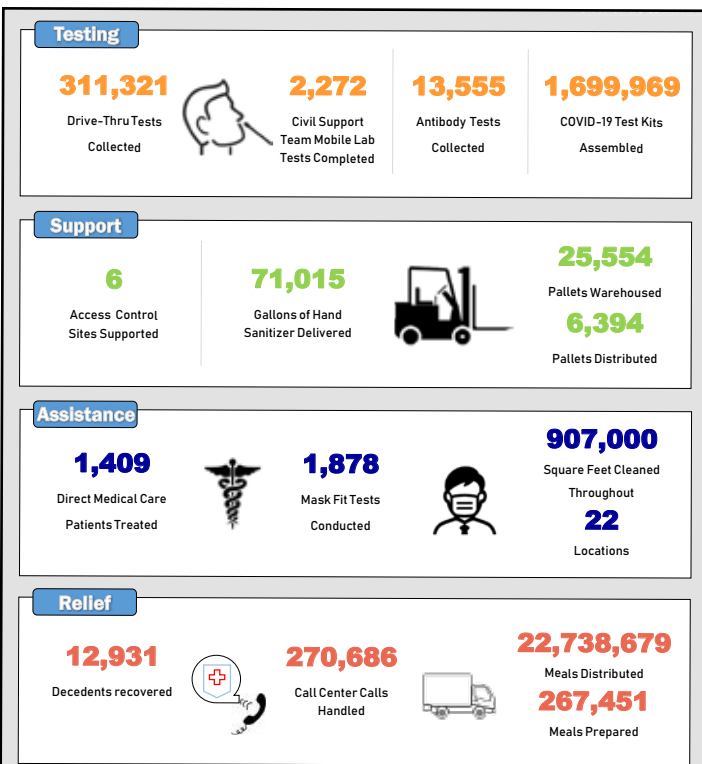 Testing
311,321
Drive-Thru Tests
Collected
2,272
Civil Support
Team Mobile Lab
Tests Completed
13,555
Antibody Tests
Collected
1,699,969
COVID-19 Test Kits
Assembled
Support
6
Access Control
Sites Supported
71,015
Gallons of Hand
Sanitizer Delivered
25,554
Pallets Warehoused
6,394
Pallets Distributed
Assistance
1,409
Direct Medical Care
Patients Treated
1,878
Mask Fit Tests
Conducted
907,000
Square Feet Cleaned
Throughout
22
Locations
Relief
12,931
Decedents recovered
270,686
Call Center Calls
Handled
22,738,679
Meals Distributed
267,451
Meals Prepared